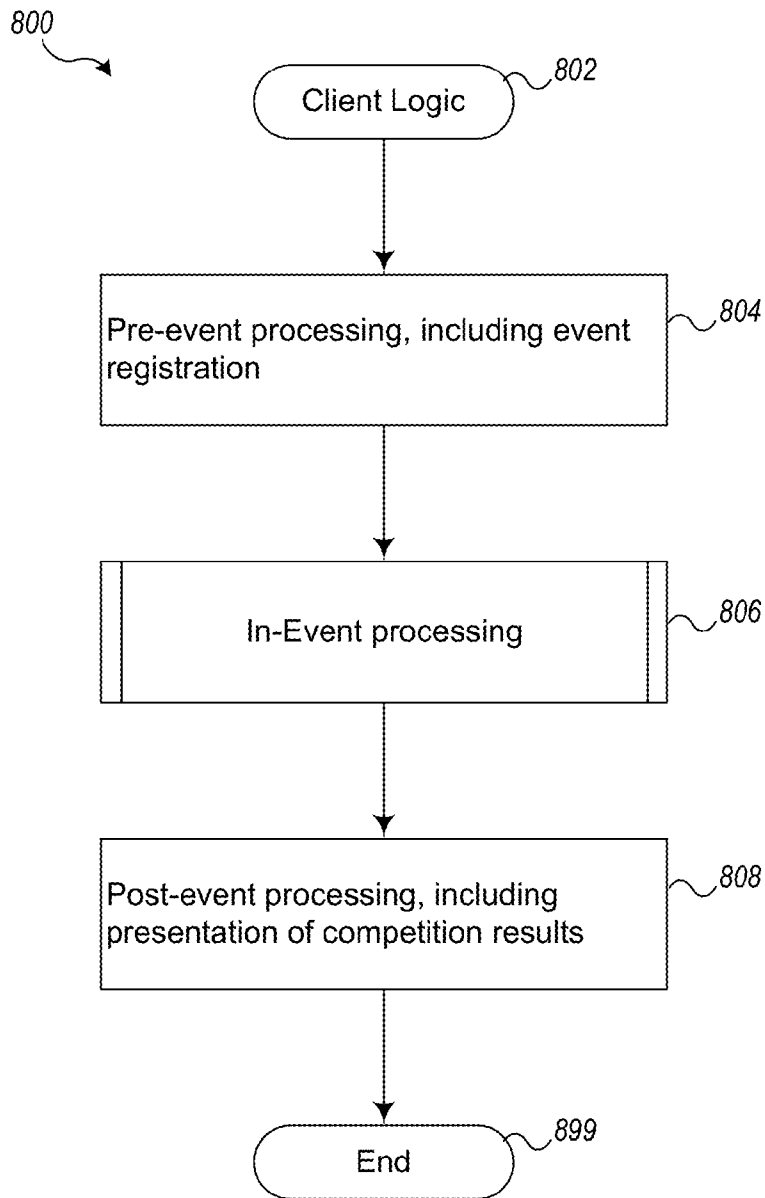 800
Client Logic
802
Pre-event processing, including event
registration
804
In-Event processing
806
Post-event processing, including
presentation of competition results
808
End
899